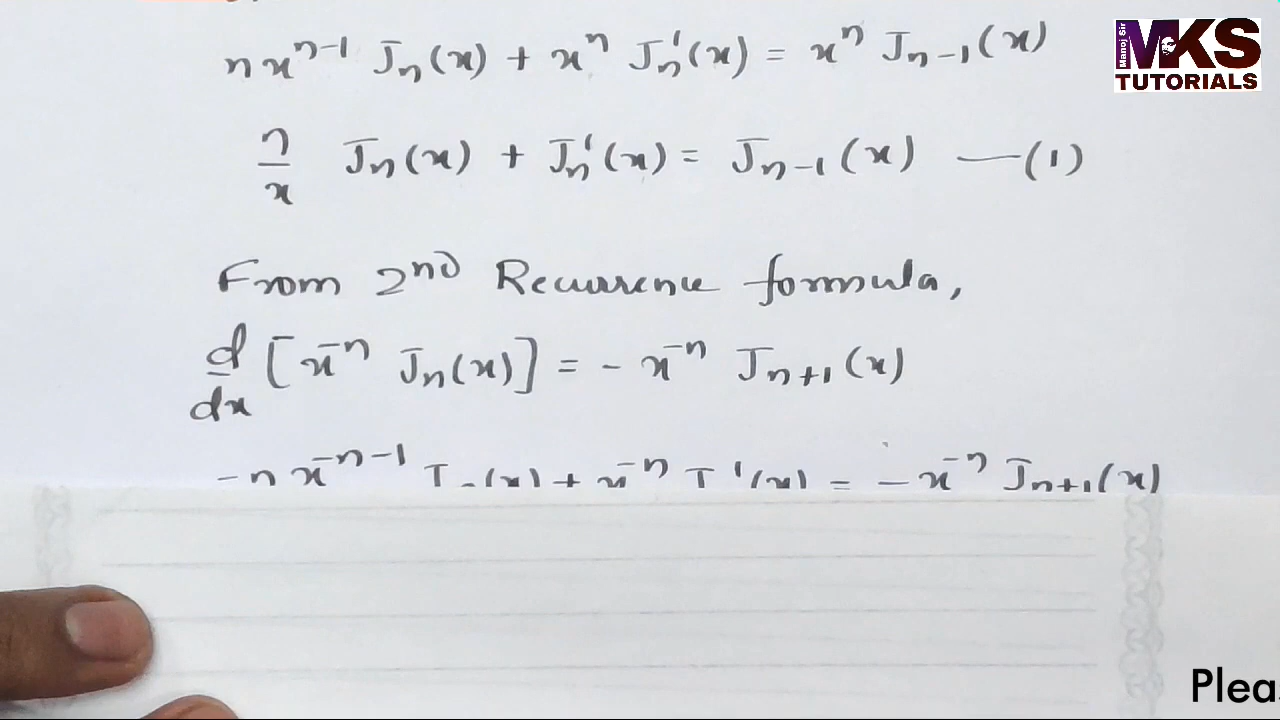 n x^{n-1} J_n(x) + x^n J_n'(x) = x^n J_{n-1}(x)
Manoj Sir
MKS
TUTORIALS
n/x J_n(x) + J_n'(x) = J_{n-1}(x) —(1)
From 2nd Recurrence formula,
d/dx [x^{-n} J_n(x)] = - x^{-n} J_{n+1}(x)
-n x^{-n-1} J_n(x) + x^{-n} J_n'(x) = - x^{-n} J_{n+1}(x)
Pleas